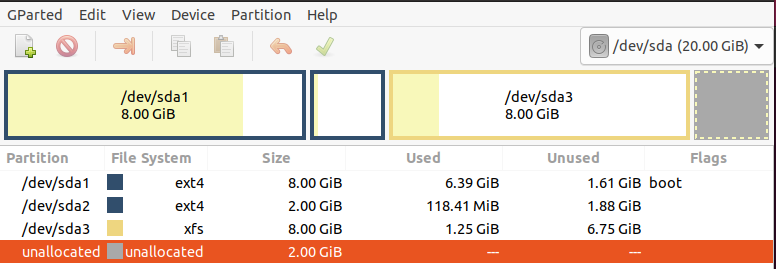 GParted Edit View Device Partition Help
/dev/sda (20.00 GiB)
/dev/sda1
8.00 GiB
/dev/sda3
8.00 GiB
Partition File System Size Used Unused Flags
/dev/sda1 ext4 8.00 GiB 6.39 GiB 1.61 GiB boot
/dev/sda2 ext4 2.00 GiB 118.41 MiB 1.88 GiB
/dev/sda3 xfs 8.00 GiB 1.25 GiB 6.75 GiB
unallocated unallocated 2.00 GiB --- ---